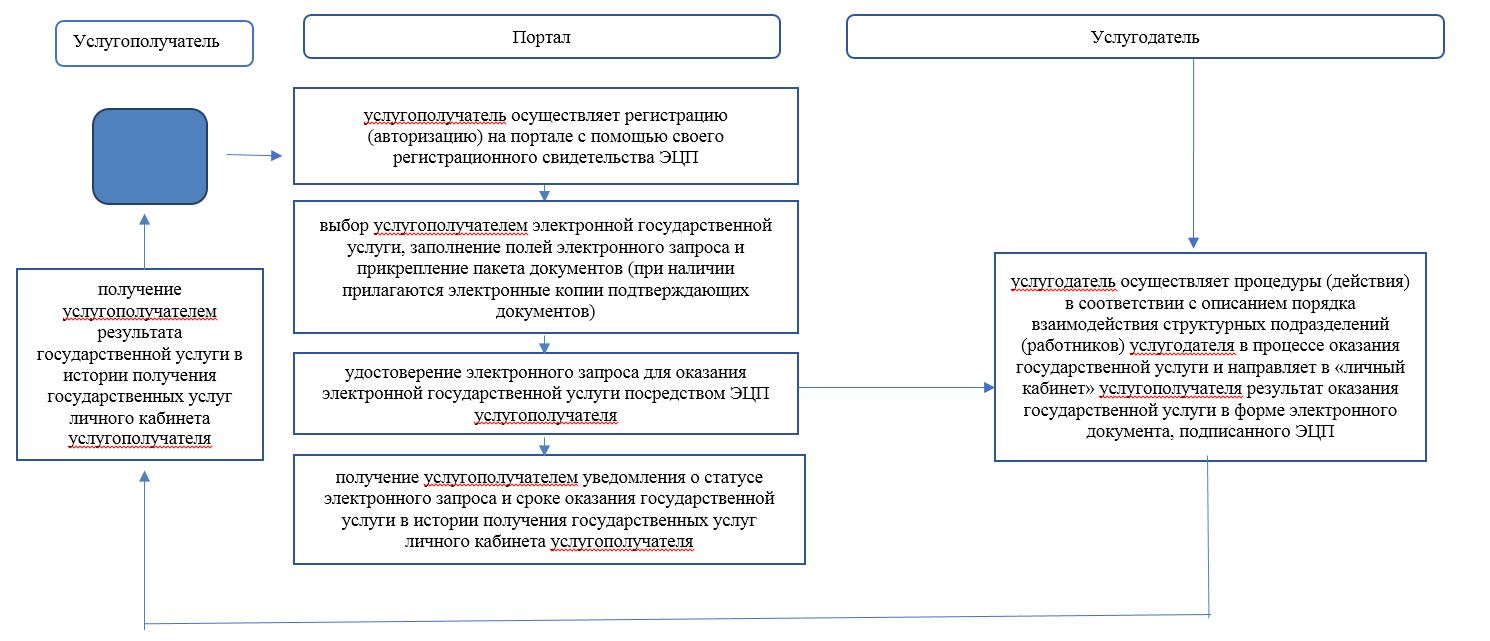 Услугополучатель
Портал
Услугодатель
услугополучатель осуществляет регистрацию
(авторизацию) на портале с помощью своего
регистрационного свидетельства ЭЦП
выбор услугополучателем электронной государственной
услуги, заполнение полей электронного запроса и
прикрепление пакета документов (при наличии
прилагаются электронные копии подтверждающих
документов)
удостоверение электронного запроса для оказания
электронной государственной услуги посредством ЭЦП
услугополучателя
получение услугополучателем уведомления о статусе
электронного запроса и сроке оказания государственной
услуги в истории получения государственных услуг
личного кабинета услугополучателя
услугодатель осуществляет процедуры (действия)
в соответствии с описанием порядка
взаимодействия структурных подразделений
(работников) услугодателя в процессе оказания
государственной услуги и направляет в «личный
кабинет» услугополучателя результат оказания
государственной услуги в форме электронного
документа, подписанного ЭЦП
получение
услугополучателем
результата
государственной услуги в
истории получения
государственных услуг
личного кабинета
услугополучателя